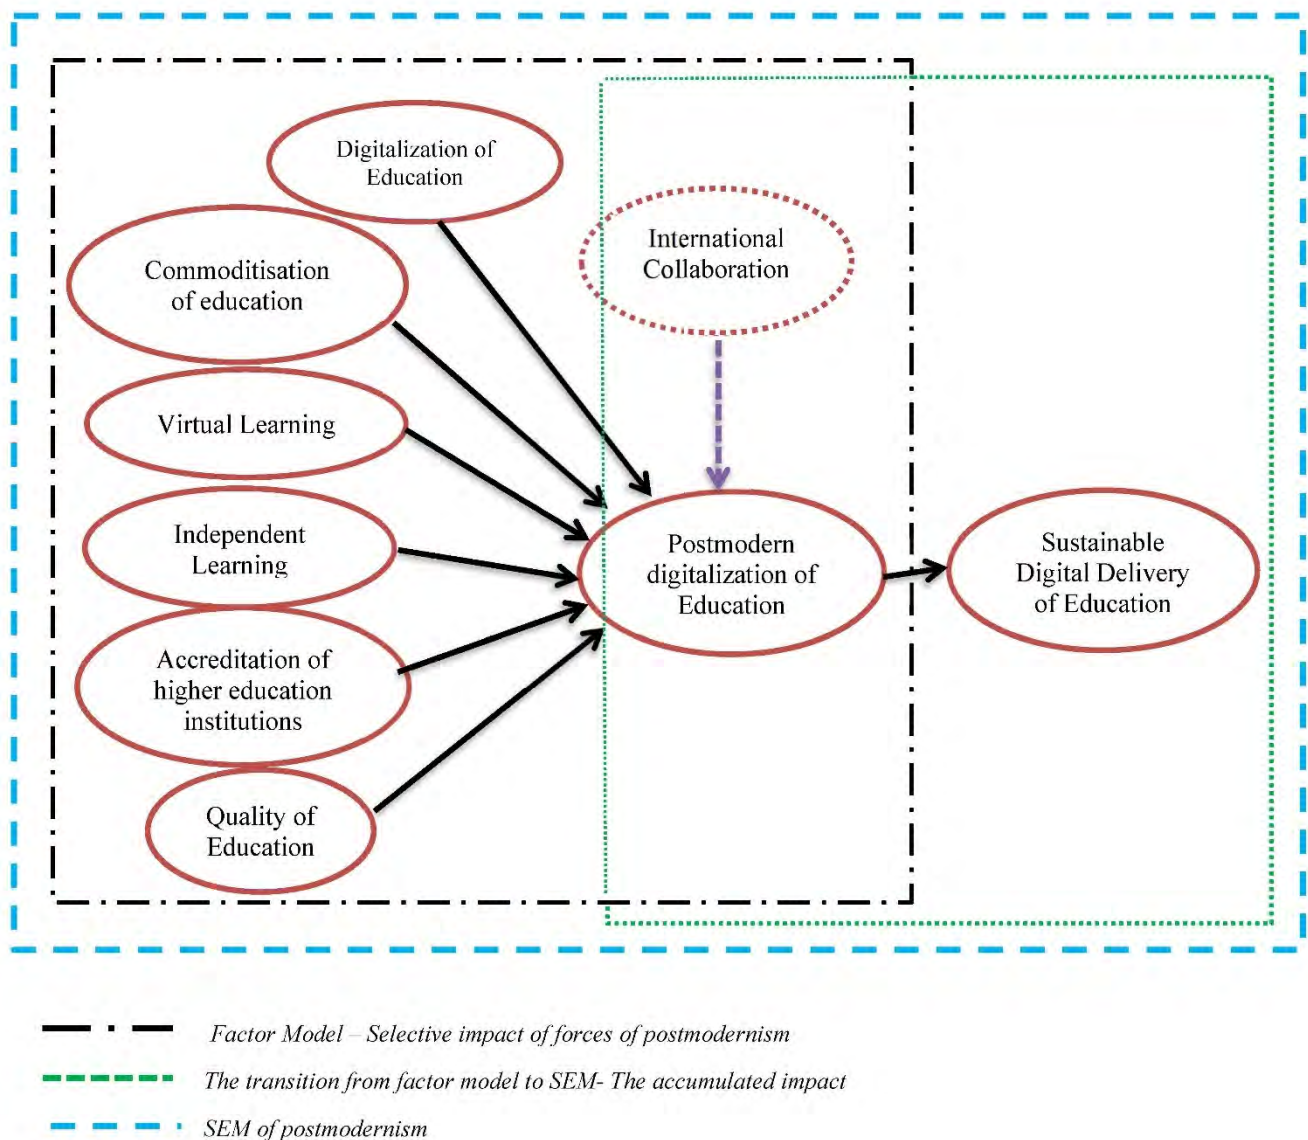 Digitalization of
Education
International
Collaboration
Commoditisation
of education
Virtual Learning
Independent
Learning
Postmodern
digitalization of
Education
Sustainable
Digital Delivery
of Education
Accreditation of
higher education
institutions
Quality of
Education
Factor Model – Selective impact of forces of postmodernism
The transition from factor model to SEM- The accumulated impact
SEM of postmodernism